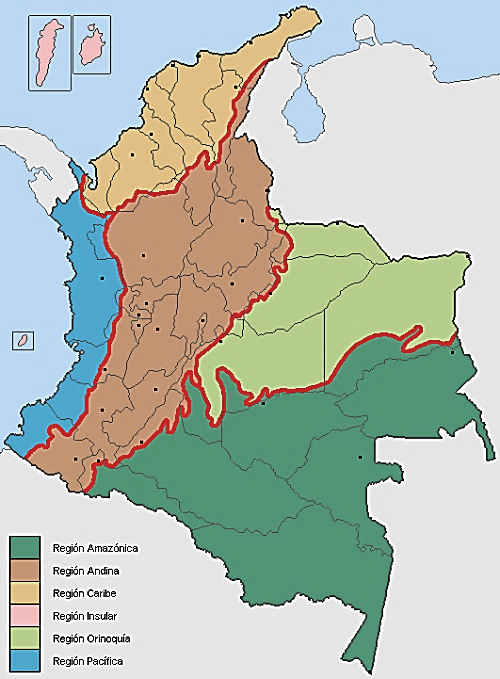 Región Amazónica
Región Andina
Región Caribe
Región Insular
Región Orinoquía
Región Pacífica